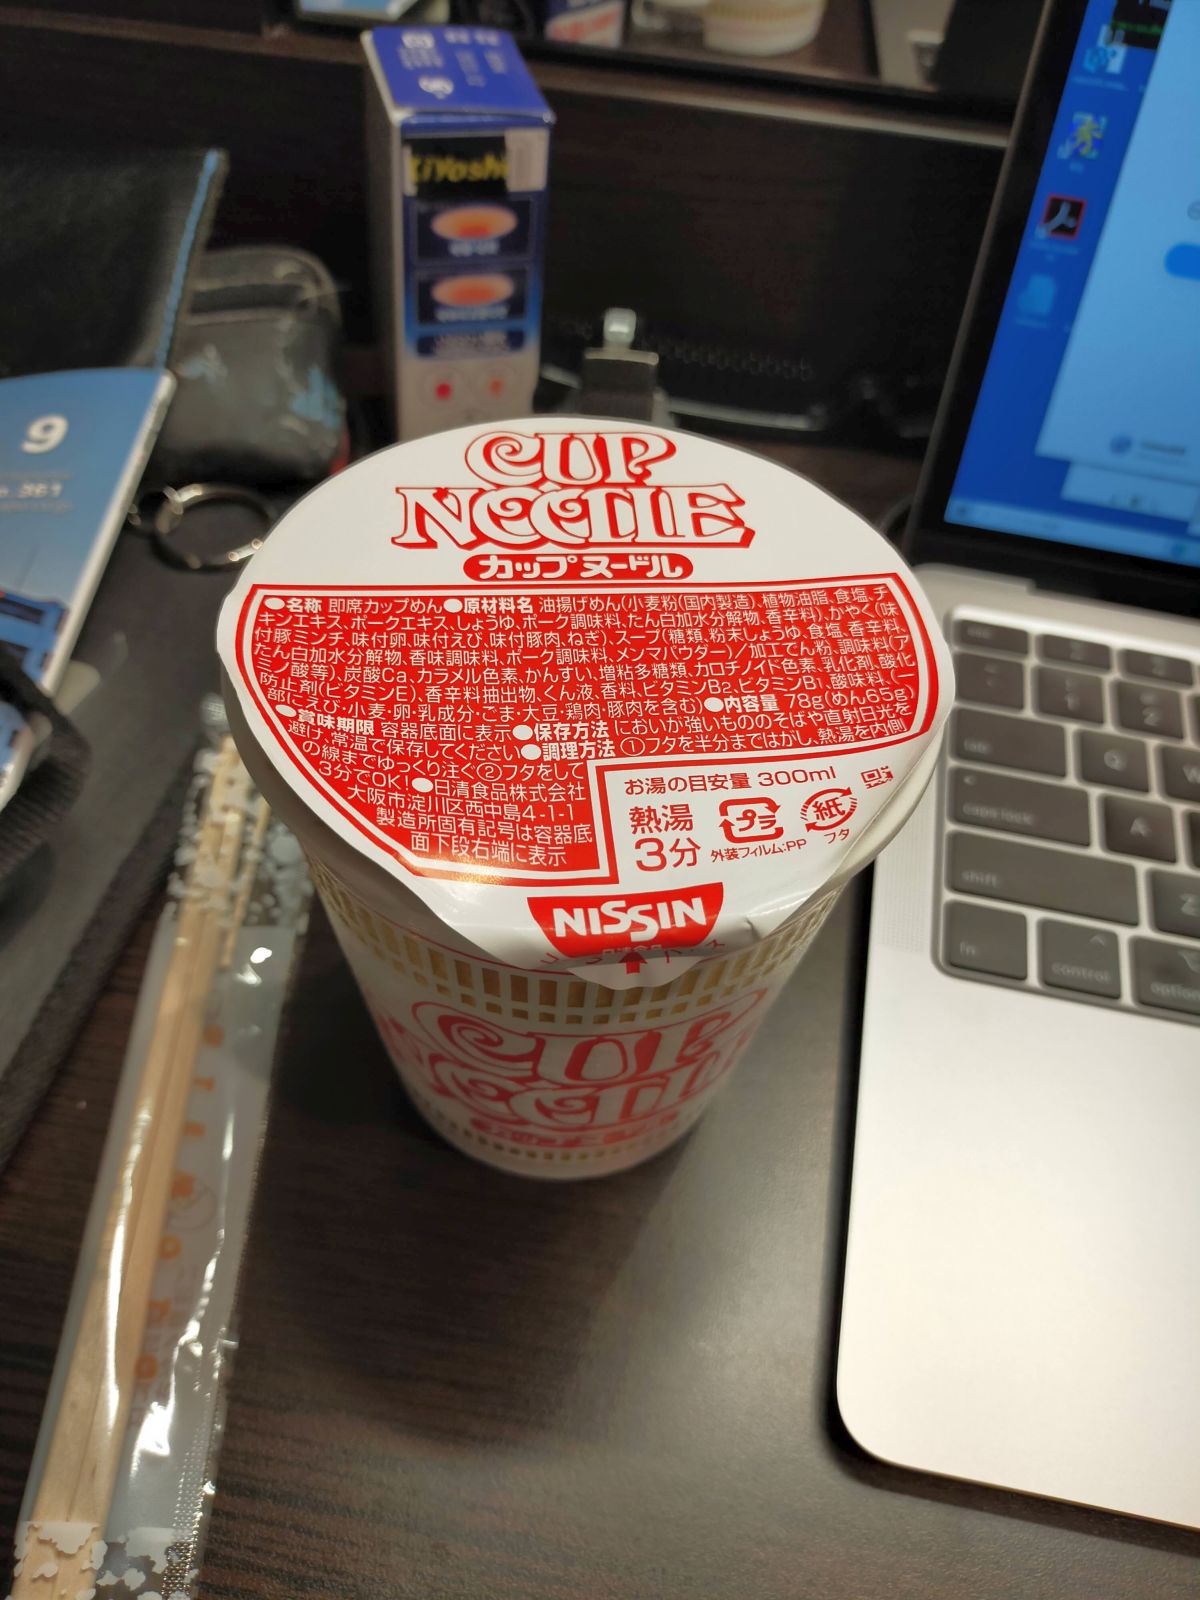 KiYoshi
9
CUP
NOODLE
カップヌードル
●名称 即席カップめん●原材料名 油揚げめん(小麦粉(国内製造)、植物油脂、食塩、チ
キンエキス、ポークエキス、しょうゆ、ポーク調味料、たん白加水分解物、香辛料)、かやく(味
付豚ミンチ、味付卵、味付えび、味付豚肉、ねぎ)、スープ(糖類、粉末しょうゆ、食塩、香辛料、
たん白加水分解物、香味調味料、ポーク調味料、メンマパウダー)／加工でん粉、調味料(ア
ミノ酸等)、炭酸Ca、カラメル色素、かんすい、増粘多糖類、カロチノイド色素、乳化剤、酸化
防止剤(ビタミンE)、香辛料抽出物、くん液、香料、ビタミンB2、ビタミンB1、酸味料、(一
部にえび・小麦・卵・乳成分・ごま・大豆・鶏肉・豚肉を含む)●内容量 78g(めん65g)
●賞味期限 容器底面に表示●保存方法 においが強いもののそばや直射日光を
避け、常温で保存してください●調理方法 ①フタを半分まではがし、熱湯を内側
の線までゆっくり注ぐ②フタをして
3分でOK!●日清食品株式会社
大阪市淀川区西中島4-1-1
製造所固有記号は容器底
面下段右端に表示
お湯の目安量 300ml
熱湯
3分
プラ
外装フィルム:PP
紙
フタ
NISSIN
CUP
NOODLE
カップヌードル
esc
tab
caps lock
shift
fn
control
option
1
Q
A
Z